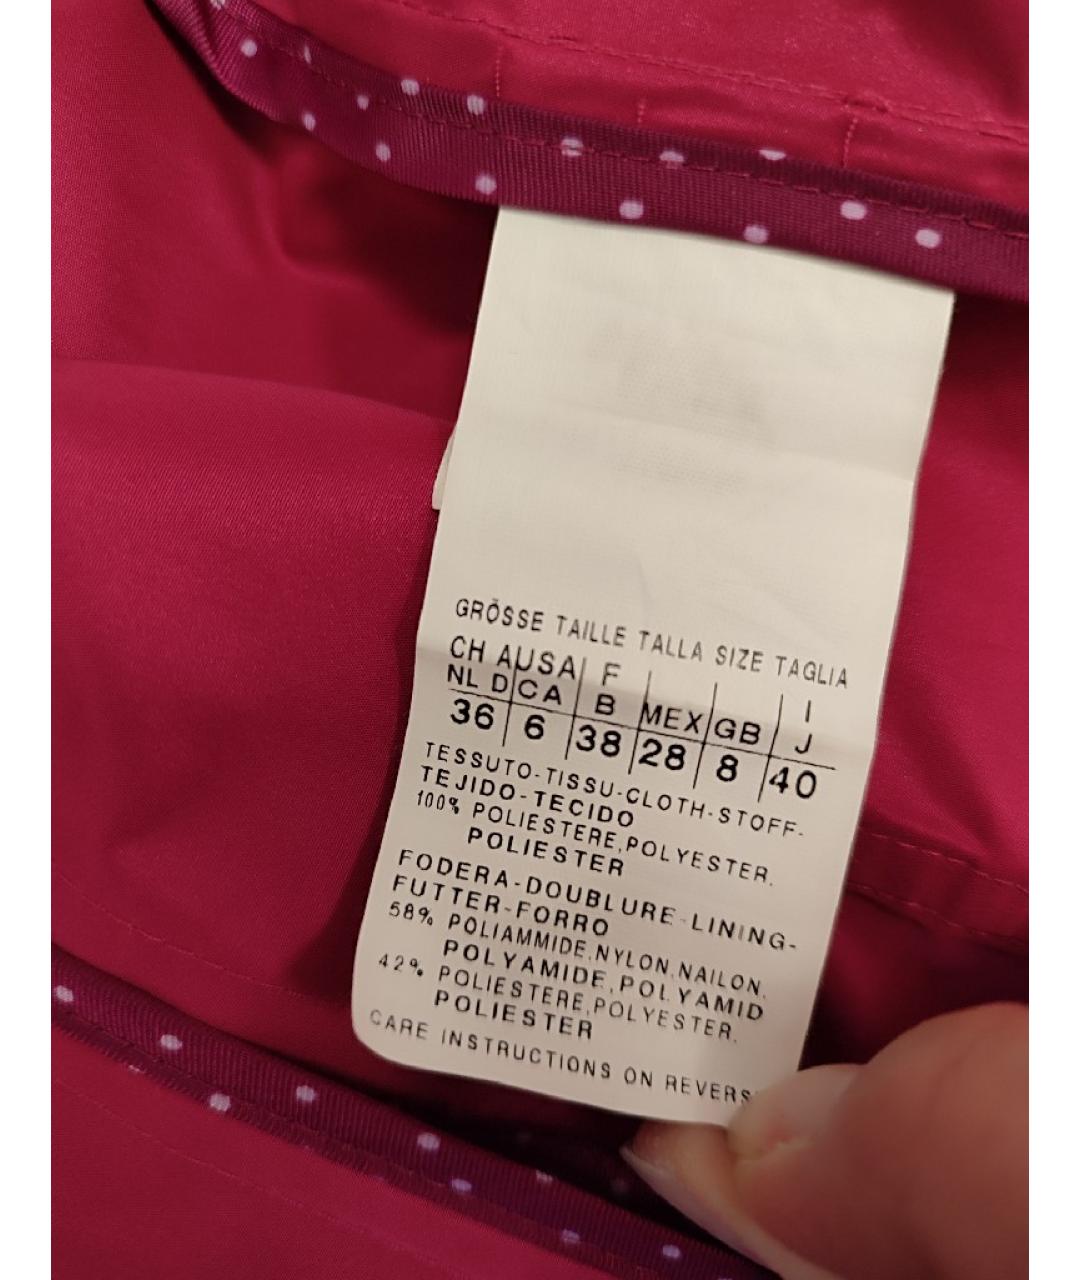 GRÖSSE TAILLE TALLA SIZE TAGLIA
CH A USA F I
NL D CA B MEX GB J
36 6 38 28 8 40
TESSUTO-TISSU-CLOTH-STOFF-
TEJIDO-TECIDO
100% POLIESTERE,POLYESTER.
POLIESTER
FODERA-DOUBLURE-LINING-
FUTTER-FORRO
58% POLIAMMIDE,NYLON,NAILON,
POLYAMIDE,POLYAMID
42% POLIESTERE,POLYESTER.
POLIESTER
CARE INSTRUCTIONS ON REVERS